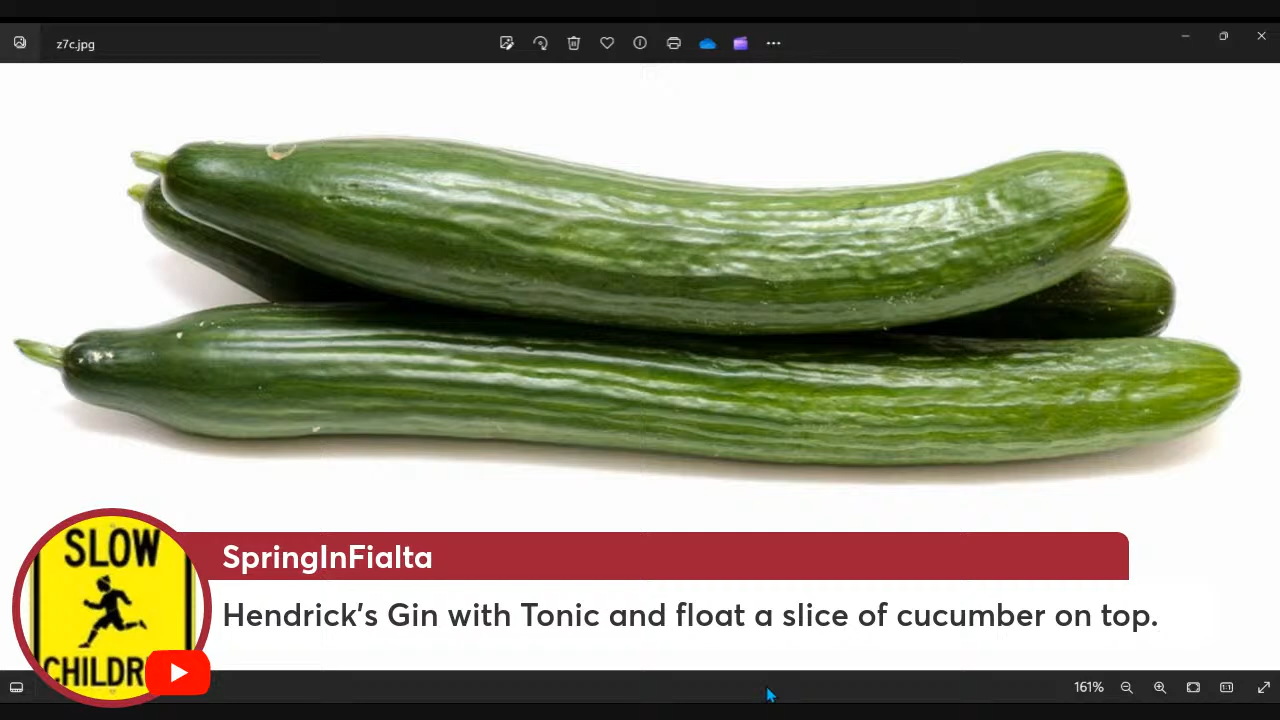 z7c.jpg
SLOW
CHILDR
SpringInFialta
Hendrick's Gin with Tonic and float a slice of cucumber on top.
161%